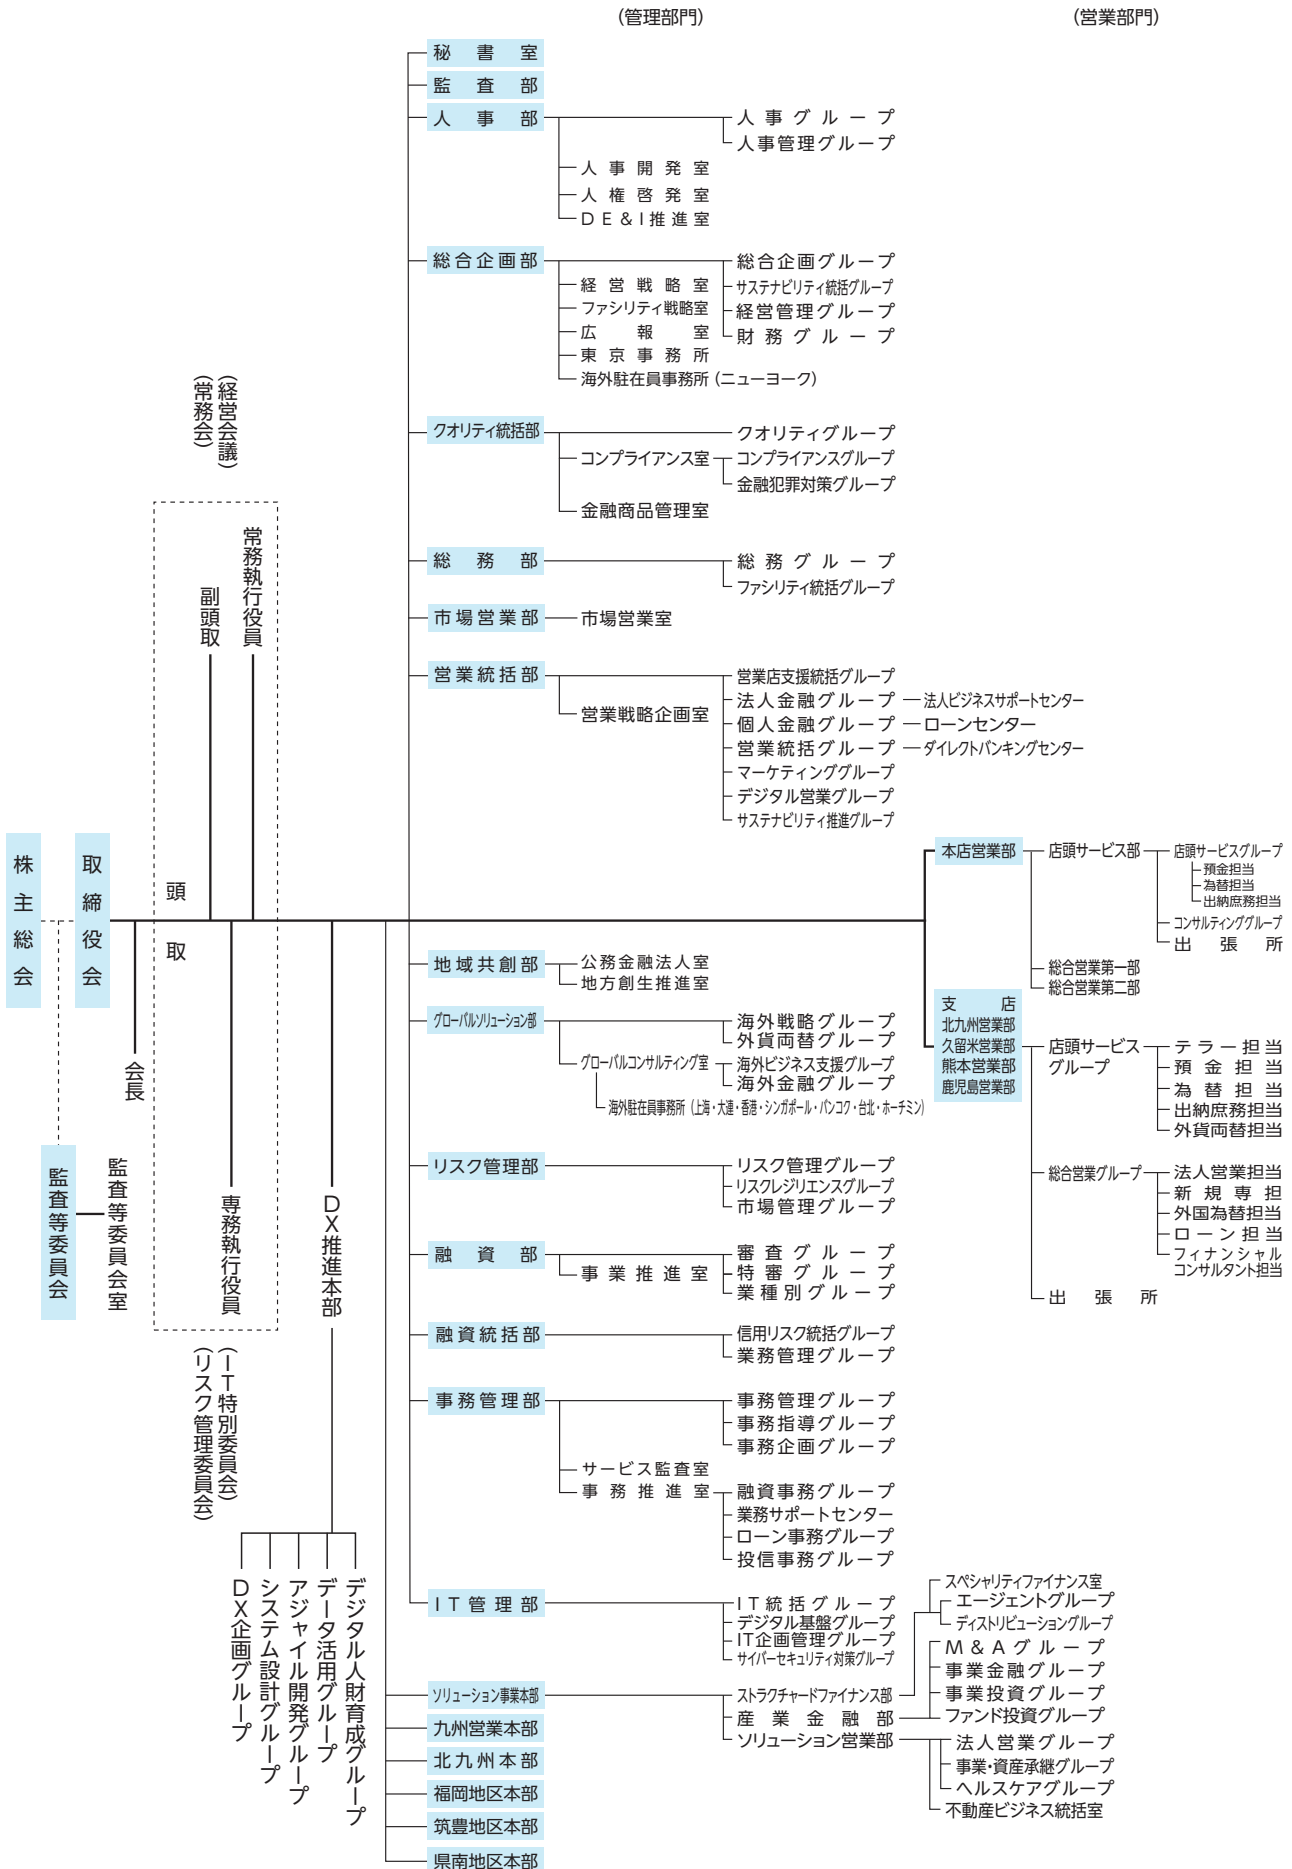 (管理部門)
(営業部門)
秘書室
監査部
人事部
人事グループ
人事管理グループ
人事開発室
人権啓発室
DE&I推進室
総合企画部
総合企画グループ
サステナビリティ統括グループ
経営管理グループ
財務グループ
経営戦略室
ファシリティ戦略室
広報室
東京事務所
海外駐在員事務所(ニューヨーク)
クオリティ統括部
クオリティグループ
コンプライアンス室
コンプライアンスグループ
金融犯罪対策グループ
金融商品管理室
総務部
総務グループ
ファシリティ統括グループ
市場営業部
市場営業室
営業統括部
営業戦略企画室
営業店支援統括グループ
法人金融グループ
法人ビジネスサポートセンター
個人金融グループ
ローンセンター
営業統括グループ
ダイレクトバンキングセンター
マーケティンググループ
デジタル営業グループ
サステナビリティ推進グループ
(経営会議)
(常務会)
常務執行役員
副頭取
株主総会
取締役会
頭取
会長
監査等委員会
監査等委員会室
専務執行役員
DX推進本部
(IT特別委員会)
(リスク管理委員会)
DX企画グループ
システム設計グループ
アジャイル開発グループ
データ活用グループ
デジタル人財育成グループ
地域共創部
公務金融法人室
地方創生推進室
グローバルソリューション部
海外戦略グループ
外貨両替グループ
グローバルコンサルティング室
海外ビジネス支援グループ
海外金融グループ
海外駐在員事務所(上海・大連・香港・シンガポール・バンコク・台北・ホーチミン)
リスク管理部
リスク管理グループ
リスクレジリエンスグループ
市場管理グループ
融資部
事業推進室
審査グループ
特審グループ
業種別グループ
融資統括部
信用リスク統括グループ
業務管理グループ
事務管理部
事務管理グループ
事務指導グループ
事務企画グループ
サービス監査室
事務推進室
融資事務グループ
業務サポートセンター
ローン事務グループ
投信事務グループ
IT管理部
IT統括グループ
デジタル基盤グループ
IT企画管理グループ
サイバーセキュリティ対策グループ
ソリューション事業本部
ストラクチャードファイナンス部
産業金融部
ソリューション営業部
スペシャリティファイナンス室
エージェントグループ
ディストリビューショングループ
M&Aグループ
事業金融グループ
事業投資グループ
ファンド投資グループ
法人営業グループ
事業・資産承継グループ
ヘルスケアグループ
不動産ビジネス統括室
九州営業本部
北九州本部
福岡地区本部
筑豊地区本部
県南地区本部
本店営業部
店頭サービス部
店頭サービスグループ
預金担当
為替担当
出納庶務担当
コンサルティンググループ
出張所
総合営業第一部
総合営業第二部
支店
北九州営業部
久留米営業部
熊本営業部
鹿児島営業部
店頭サービス
グループ
テラー担当
預金担当
為替担当
出納庶務担当
外貨両替担当
総合営業グループ
法人営業担当
新規専担
外国為替担当
ローン担当
フィナンシャル
コンサルタント担当
出張所